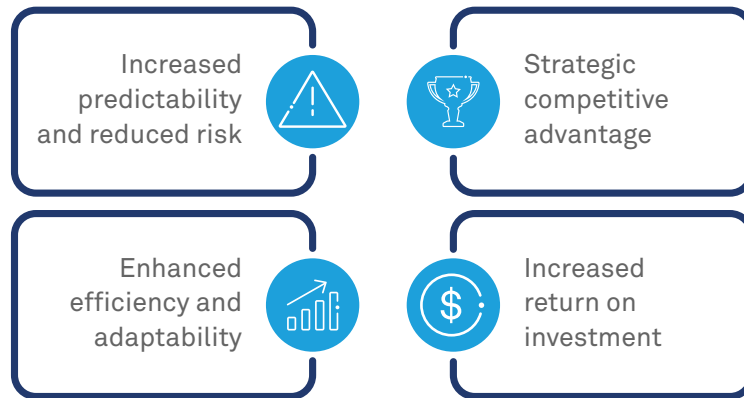 Increased
predictability
and reduced risk
Strategic
competitive
advantage
Enhanced
efficiency and
adaptability
$
Increased
return on
investment